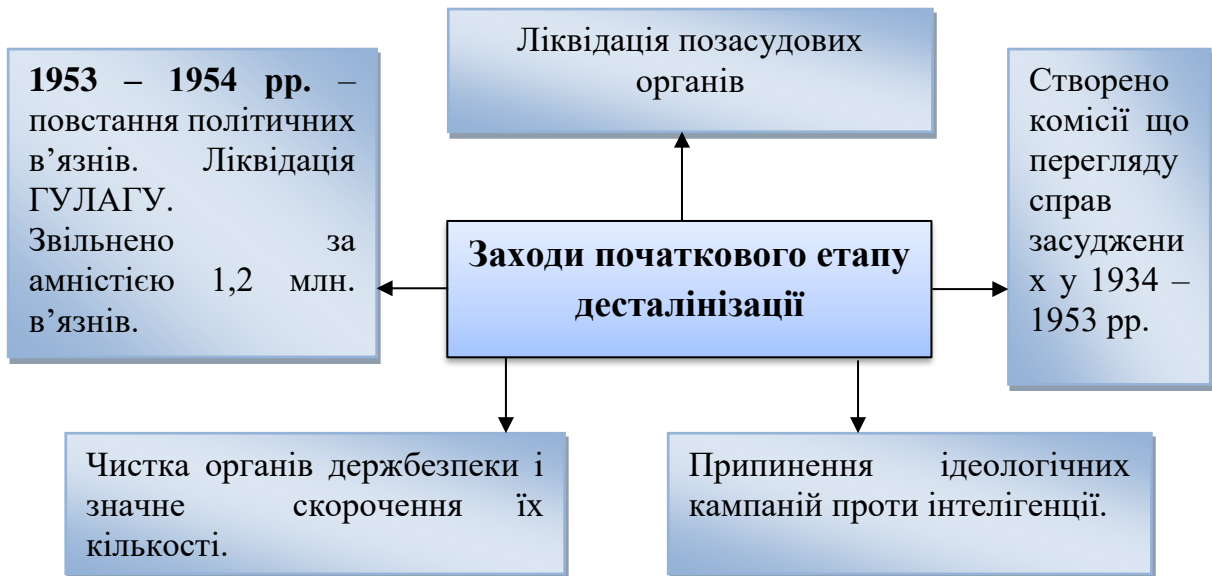 Ліквідація позасудових
органів
1953 – 1954 рр. –
повстання політичних
в’язнів. Ліквідація
ГУЛАГУ.
Звільнено за
амністією 1,2 млн.
в’язнів.
Створено
комісії що
перегляду
справ
засуджени
х у 1934 –
1953 рр.
Заходи початкового етапу
десталінізації
Чистка органів держбезпеки і
значне скорочення їх
кількості.
Припинення ідеологічних
кампаній проти інтелігенції.